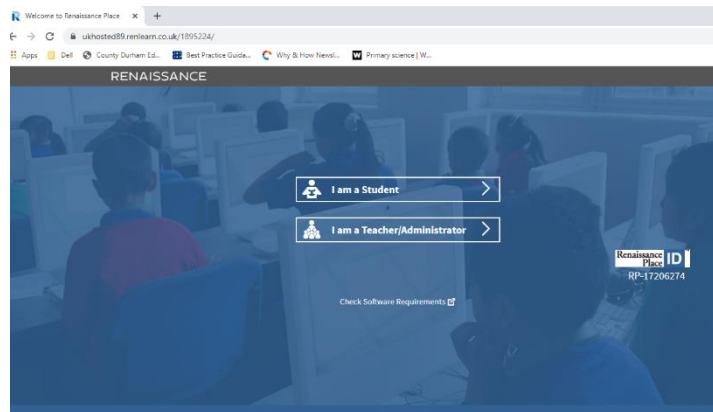 Welcome to Renaissance Place
ukhosted89.renlearn.co.uk/1895224/
Apps Dell County Durham Ed... Best Practice Guida... Why & How Newsl... W Primary science | W...
RENAISSANCE
I am a Student
I am a Teacher/Administrator
Renaissance Place ID
RP-17206274
Check Software Requirements